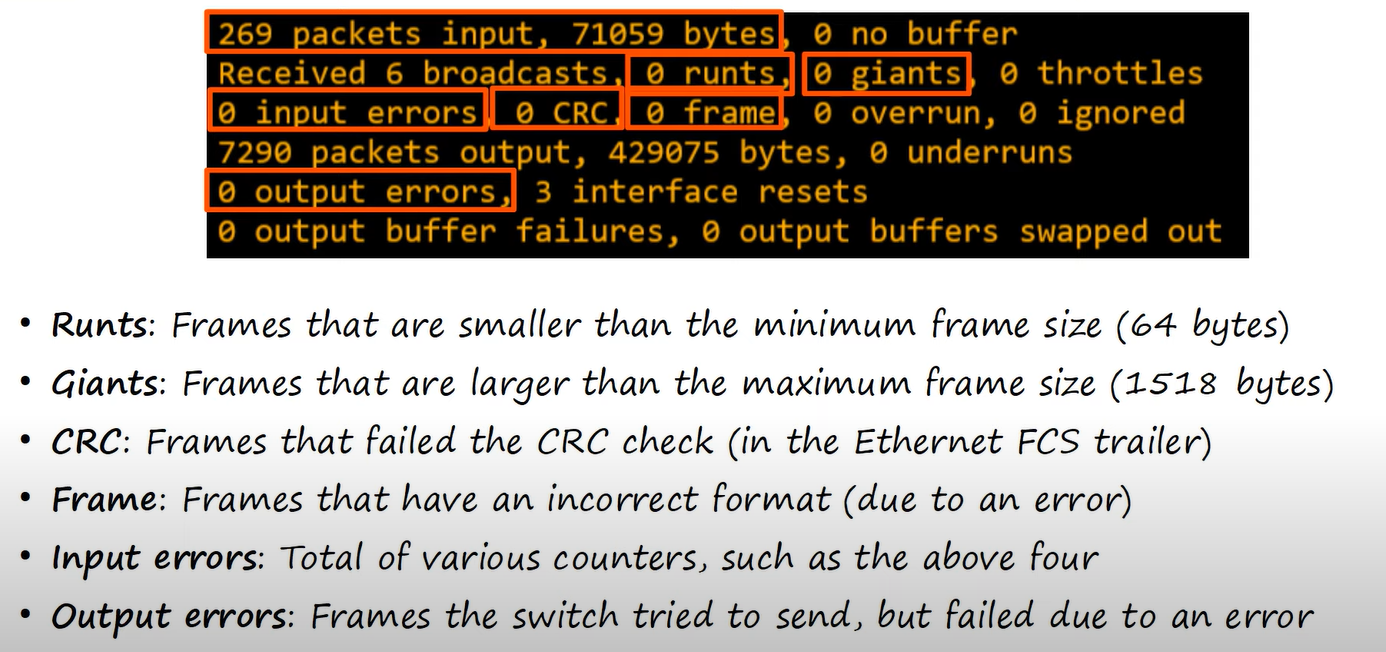 269 packets input, 71059 bytes, 0 no buffer
Received 6 broadcasts, 0 runts, 0 giants, 0 throttles
0 input errors, 0 CRC, 0 frame, 0 overrun, 0 ignored
7290 packets output, 429075 bytes, 0 underruns
0 output errors, 3 interface resets
0 output buffer failures, 0 output buffers swapped out
• Runts: Frames that are smaller than the minimum frame size (64 bytes)
• Giants: Frames that are larger than the maximum frame size (1518 bytes)
• CRC: Frames that failed the CRC check (in the Ethernet FCS trailer)
• Frame: Frames that have an incorrect format (due to an error)
• Input errors: Total of various counters, such as the above four
• Output errors: Frames the switch tried to send, but failed due to an error